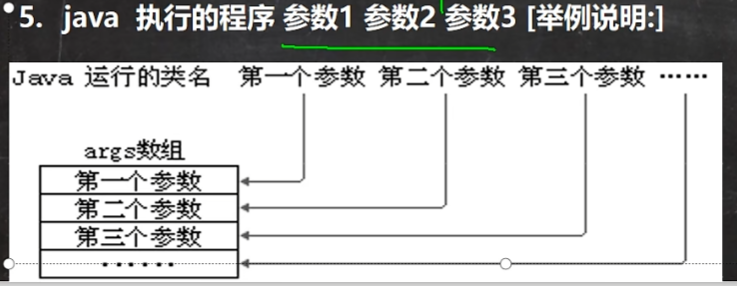 5. java 执行的程序 参数1 参数2 参数3 [举例说明:]
Java 运行的类名 第一个参数 第二个参数 第三个参数 ……
args数组
第一个参数
第二个参数
第三个参数
……